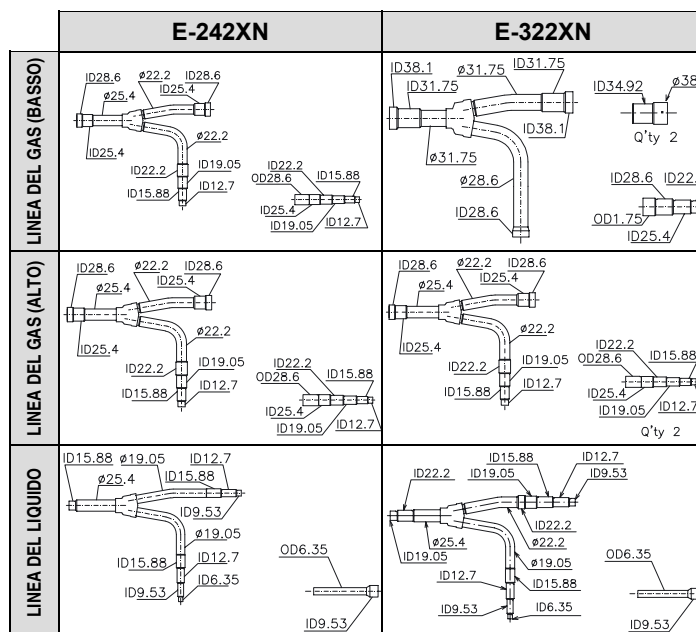 E-242XN
E-322XN
LINEA DEL GAS (BASSO)
ID28.6
ø25.4
ø22.2
ID25.4
ID28.6
ID25.4
ø22.2
ID22.2
ID19.05
ID15.88
ID12.7
ID22.2
ID15.88
OD28.6
ID25.4
ID19.05
ID12.7
ID38.1
ID31.75
ø31.75
ID31.75
ID38.1
ø31.75
ø28.6
ID28.6
ID34.92
ø38
Q'ty 2
ID28.6
ID22.
OD1.75
ID25.4
LINEA DEL GAS (ALTO)
ID28.6
ø25.4
ø22.2
ID25.4
ID28.6
ID25.4
ø22.2
ID22.2
ID19.05
ID15.88
ID12.7
ID22.2
ID15.88
OD28.6
ID25.4
ID19.05
ID12.7
ID28.6
ø25.4
ø22.2
ID25.4
ID28.6
ID25.4
ø22.2
ID22.2
ID19.05
ID15.88
ID12.7
ID22.2
ID15.88
OD28.6
ID25.4
ID19.05
ID12.7
Q'ty 2
LINEA DEL LIQUIDO
ID15.88
ø25.4
ø19.05
ID15.88
ID12.7
ID9.53
ø19.05
ID15.88
ID12.7
ID9.53
ID6.35
OD6.35
ID9.53
ID22.2
ID19.05
ø25.4
ID15.88
ID19.05
ID12.7
ID9.53
ID22.2
ø22.2
ø19.05
ID12.7
ID15.88
ID9.53
ID6.35
OD6.35
ID9.53